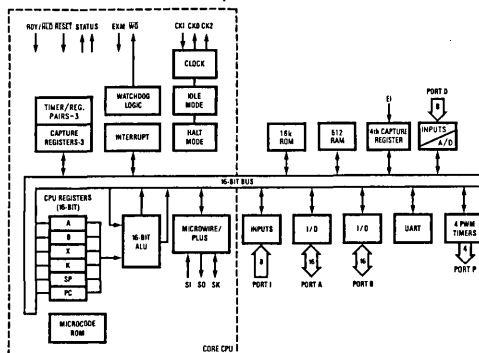 RDY/HLD RESET STATUS
EXM WO
CKI CKO CK2
CLOCK
TIMER/REG.
PAIRS-3
CAPTURE
REGISTERS-3
WATCHDOG
LOGIC
INTERRUPT
IDLE
MODE
HALT
MODE
16k
ROM
512
RAM
EI
4th CAPTURE
REGISTER
PORT D
8
INPUTS
A/D
16-BIT BUS
CPU REGISTERS
(16-BIT)
A
B
X
K
SP
PC
16-BIT
ALU
MICROWIRE/
PLUS
SI SO SK
INPUTS
8
PORT I
I/O
16
PORT A
I/O
16
PORT B
UART
4 PWM
TIMERS
4
PORT P
MICROCODE
ROM
CORE CPU